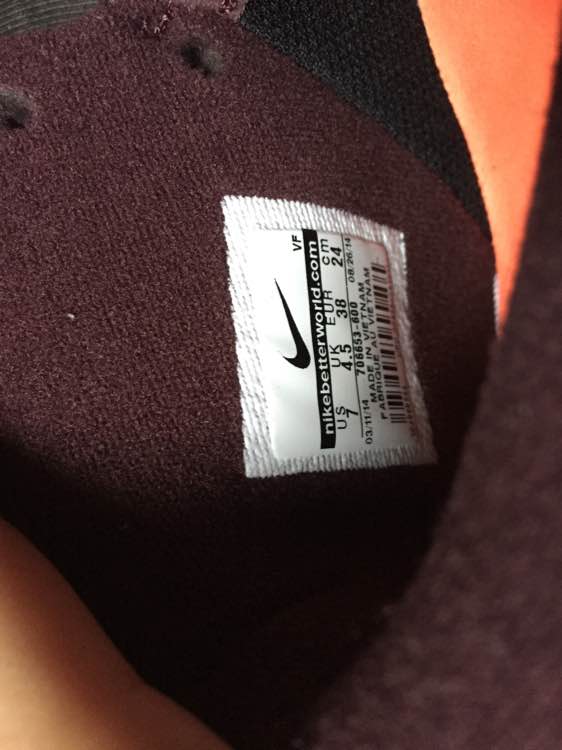 VF
nikebetterworld.com
US UK EUR cm
7 4.5 38 24
706653-600
03/11/14 08/26/14
MADE IN VIETNAM
FABRIQUE AU VIETNAM